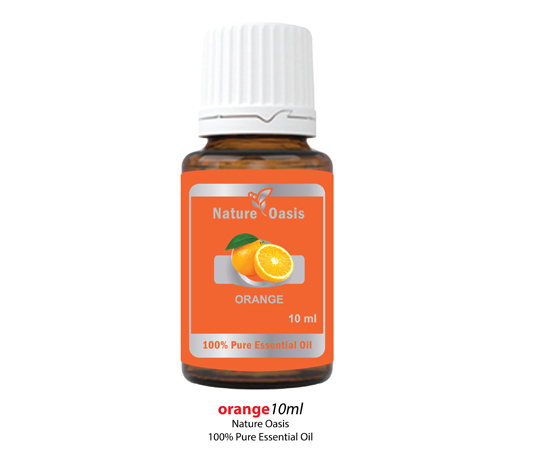 Nature Oasis
ORANGE
10 ml
100% Pure Essential Oil
orange10ml
Nature Oasis
100% Pure Essential Oil